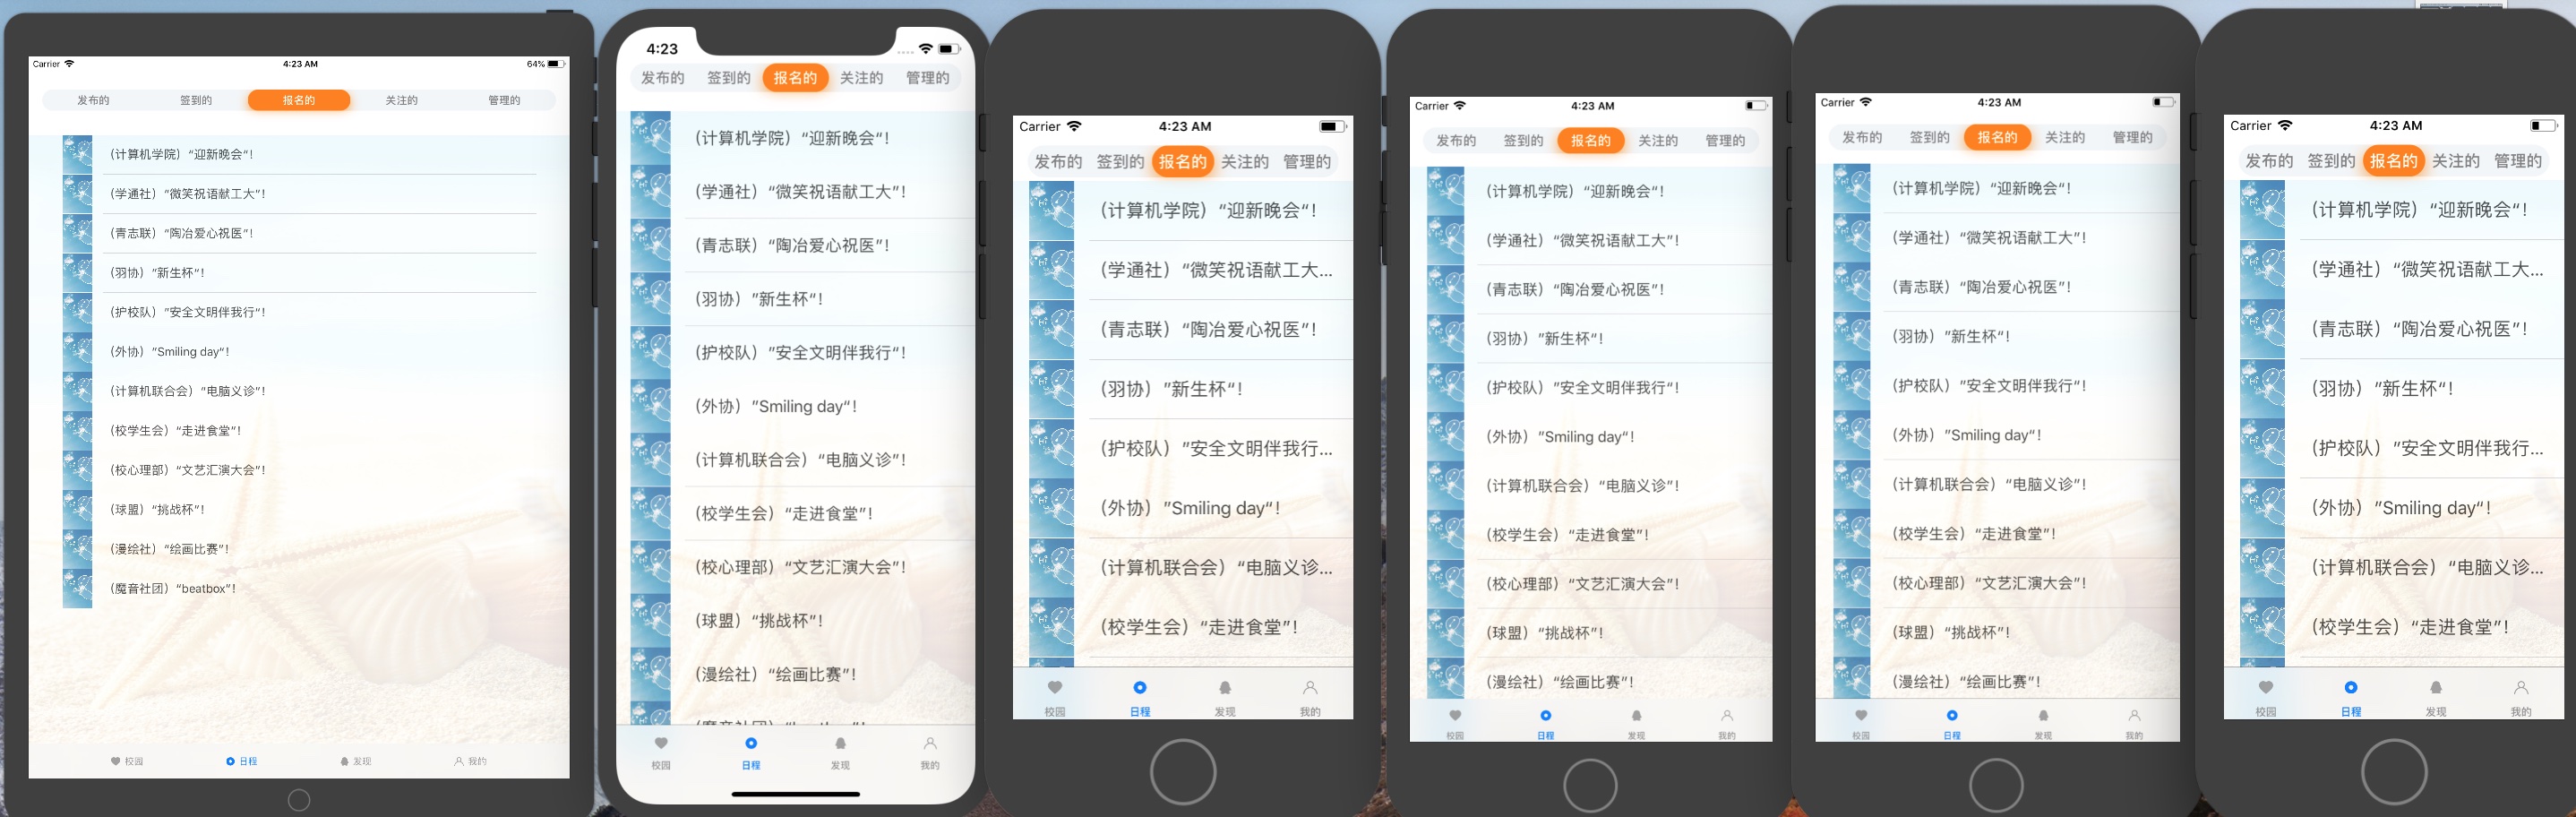 Carrier 4:23 AM 64%
发布的 签到的 报名的 关注的 管理的
(计算机学院) “迎新晚会“!
(学通社) “微笑祝语献工大”!
(青志联) “陶冶爱心祝医”!
(羽协) ”新生杯“!
(护校队) ”安全文明伴我行“!
(外协) ”Smiling day“!
(计算机联合会) “电脑义诊”!
(校学生会) “走进食堂”!
(校心理部) “文艺汇演大会”!
(球盟) “挑战杯”!
(漫绘社) “绘画比赛”!
(魔音社团) “beatbox”!
校园 日程 发现 我的
4:23
发布的 签到的 报名的 关注的 管理的
(计算机学院) “迎新晚会“!
(学通社) “微笑祝语献工大”!
(青志联) “陶冶爱心祝医”!
(羽协) ”新生杯“!
(护校队) ”安全文明伴我行“!
(外协) ”Smiling day“!
(计算机联合会) “电脑义诊”!
(校学生会) “走进食堂”!
(校心理部) “文艺汇演大会”!
(球盟) “挑战杯”!
(漫绘社) “绘画比赛”!
校园 日程 发现 我的
Carrier 4:23 AM
发布的 签到的 报名的 关注的 管理的
(计算机学院) “迎新晚会“!
(学通社) “微笑祝语献工大...
(青志联) “陶冶爱心祝医”!
(羽协) ”新生杯“!
(护校队) ”安全文明伴我行...
(外协) ”Smiling day“!
(计算机联合会) “电脑义诊...
(校学生会) “走进食堂”!
校园 日程 发现 我的
Carrier 4:23 AM
发布的 签到的 报名的 关注的 管理的
(计算机学院) “迎新晚会“!
(学通社) “微笑祝语献工大”!
(青志联) “陶冶爱心祝医”!
(羽协) ”新生杯“!
(护校队) ”安全文明伴我行“!
(外协) ”Smiling day“!
(计算机联合会) “电脑义诊”!
(校学生会) “走进食堂”!
(校心理部) “文艺汇演大会”!
(球盟) “挑战杯”!
(漫绘社) “绘画比赛”!
校园 日程 发现 我的
Carrier 4:23 AM
发布的 签到的 报名的 关注的 管理的
(计算机学院) “迎新晚会“!
(学通社) “微笑祝语献工大”!
(青志联) “陶冶爱心祝医”!
(羽协) ”新生杯“!
(护校队) ”安全文明伴我行“!
(外协) ”Smiling day“!
(计算机联合会) “电脑义诊”!
(校学生会) “走进食堂”!
(校心理部) “文艺汇演大会”!
(球盟) “挑战杯”!
(漫绘社) “绘画比赛”!
校园 日程 发现 我的
Carrier 4:23 AM
发布的 签到的 报名的 关注的 管理的
(计算机学院) “迎新晚会“!
(学通社) “微笑祝语献工大...
(青志联) “陶冶爱心祝医”!
(羽协) ”新生杯“!
(护校队) ”安全文明伴我行...
(外协) ”Smiling day“!
(计算机联合会) “电脑义诊...
(校学生会) “走进食堂”!
校园 日程 发现 我的